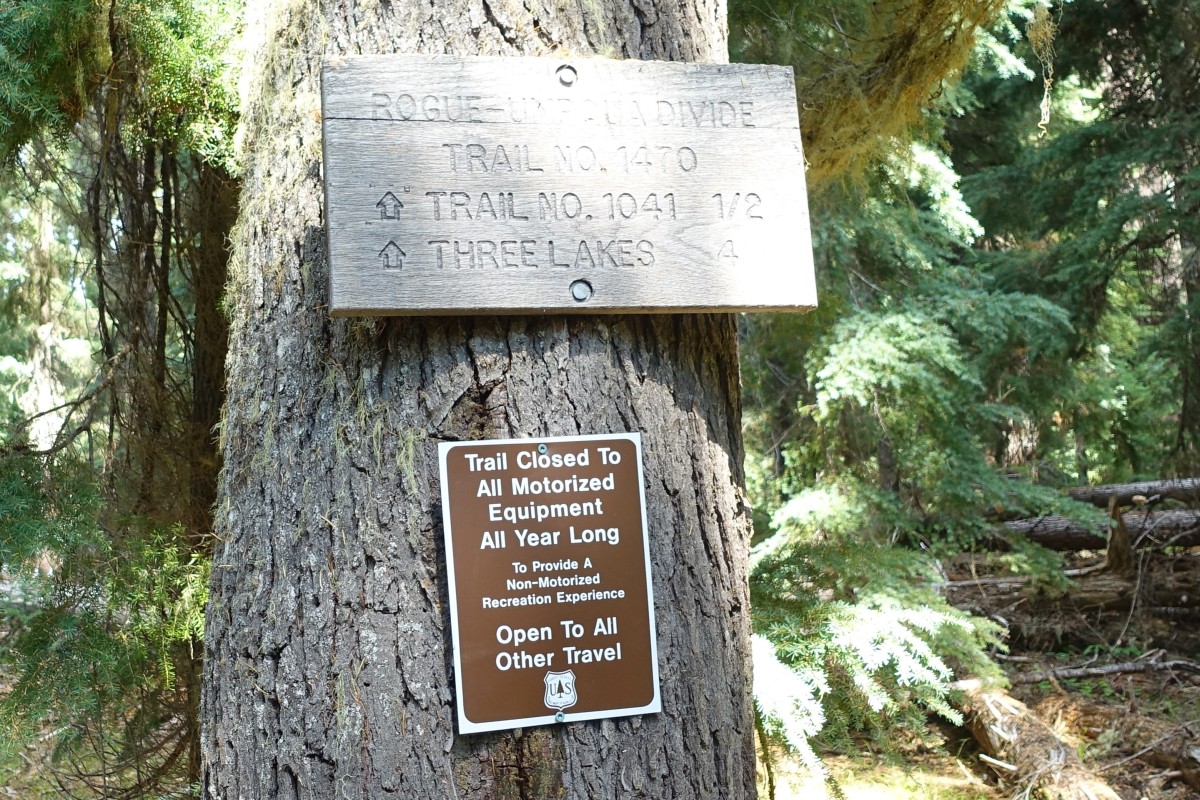 ROGUE-UMPQUA DIVIDE
TRAIL NO. 1470
TRAIL NO. 1041 1/2
THREE LAKES 4
Trail Closed To
All Motorized
Equipment
All Year Long
To Provide A
Non-Motorized
Recreation Experience
Open To All
Other Travel
US